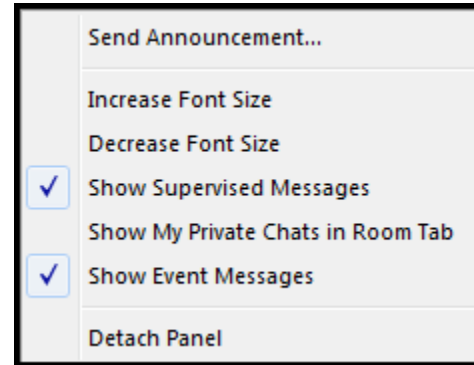 Send Announcement...
Increase Font Size
Decrease Font Size
Show Supervised Messages
Show My Private Chats in Room Tab
Show Event Messages
Detach Panel